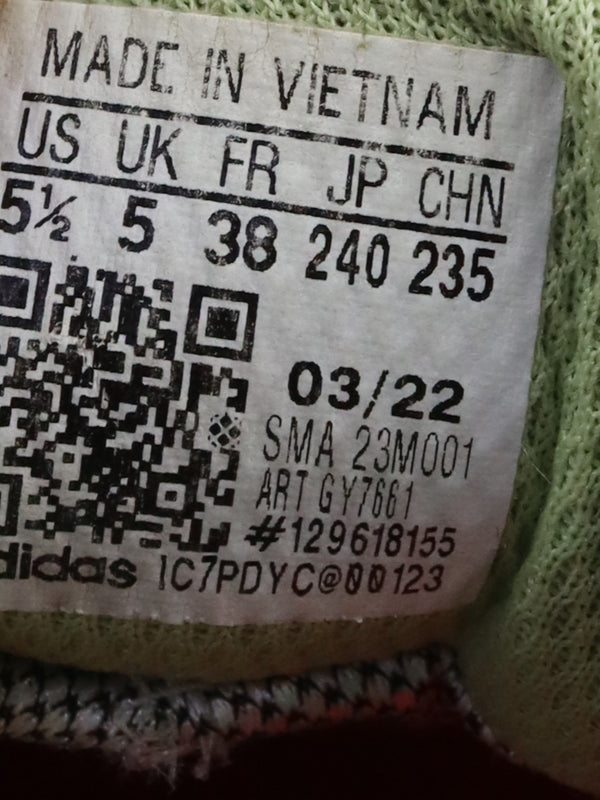 MADE IN VIETNAM
US UK FR JP CHN
5½ 5 38 240 235
03/22
SMA 23M001
ART GY7661
#129618155
adidas 1C7PDYC@00123